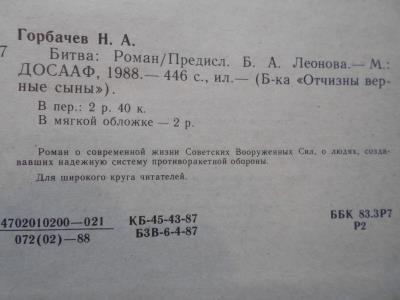 Горбачев Н. А.
7 Битва: Роман/Предисл. Б. А. Леонова.— М.:
ДОСААФ, 1988.— 446 с., ил.— (Б-ка «Отчизны вер-
ные сыны»).
В пер.: 2 р. 40 к.
В мягкой обложке — 2 р.
Роман о современной жизни Советских Вооруженных Сил, о людях, созда-
вавших надежную систему противоракетной обороны.
Для широкого круга читателей.
4702010200—021 КБ-45-43-87 ББК 83.3Р7
072(02)—88 БЗВ-6-4-87 Р2